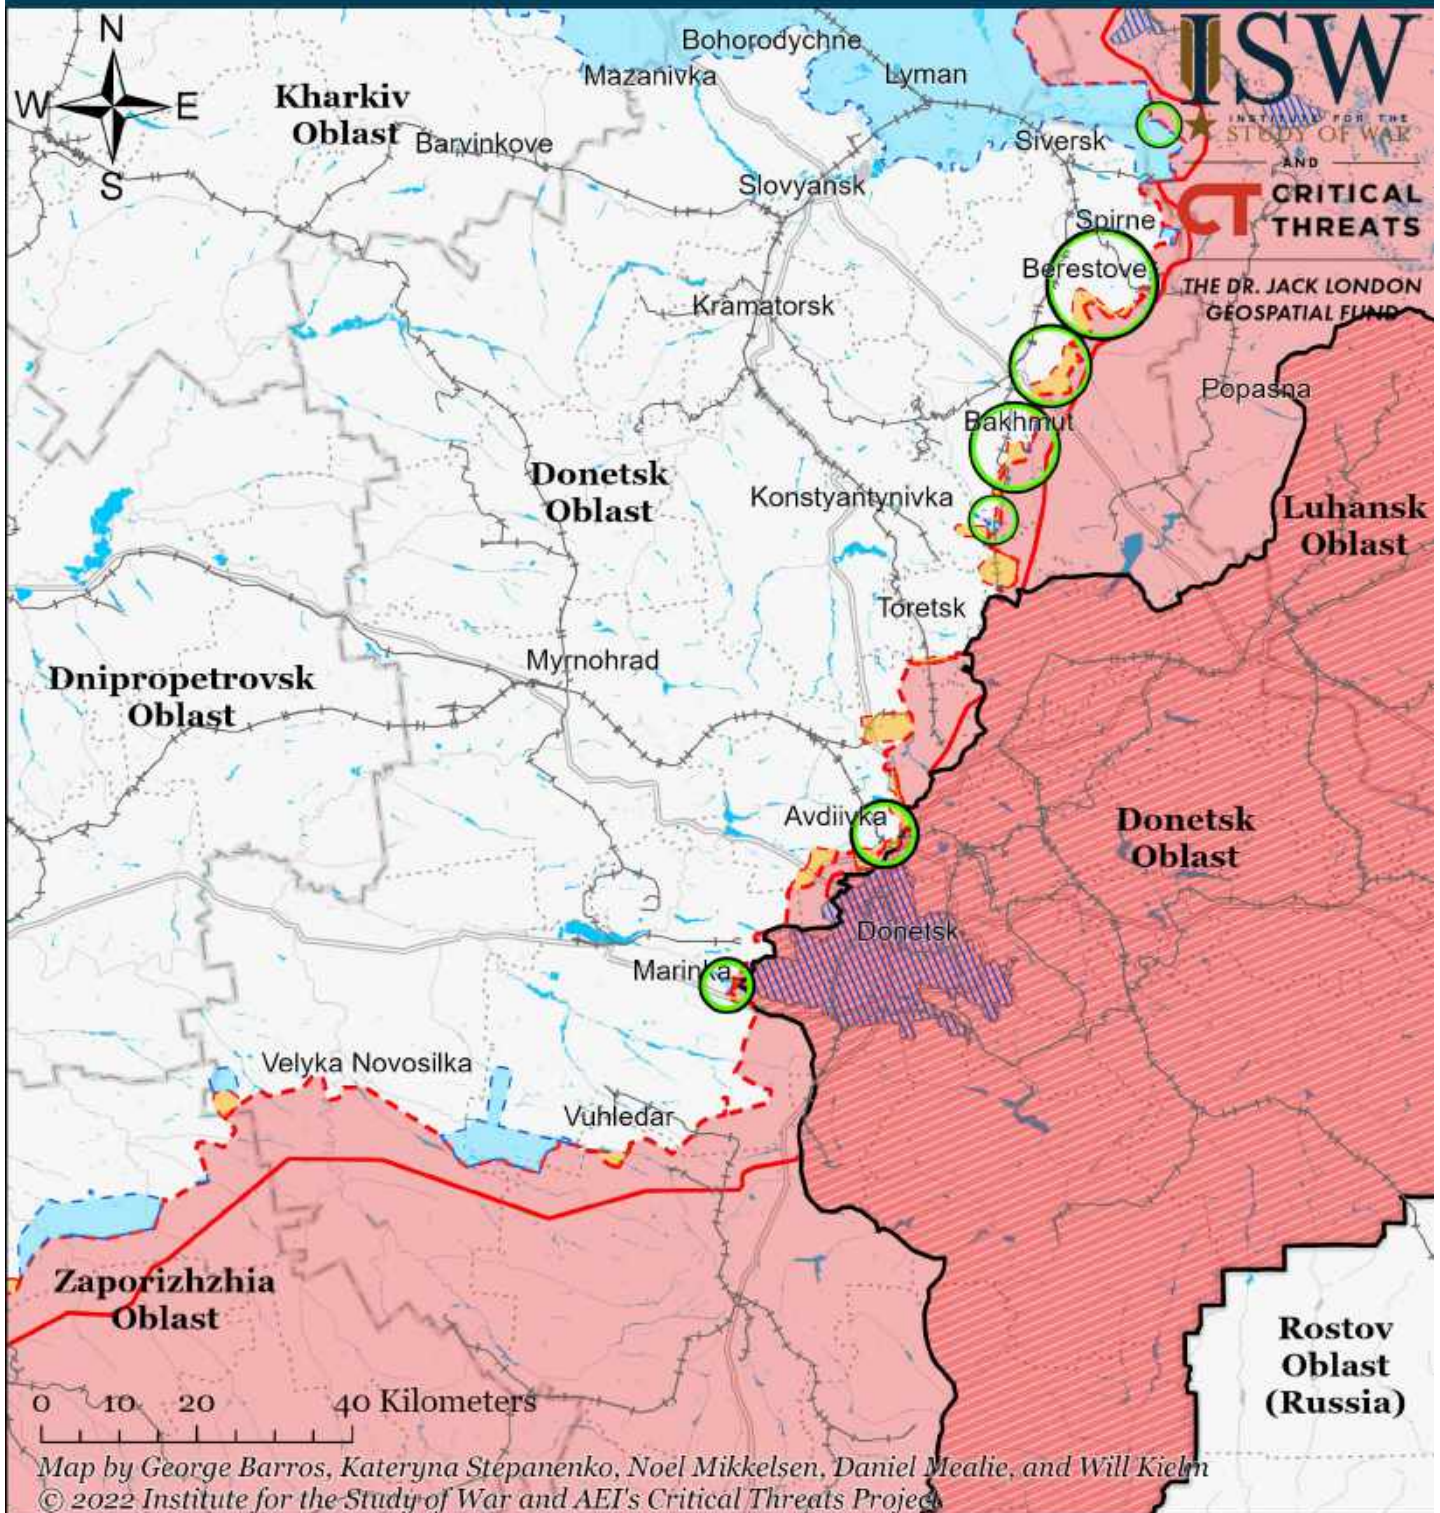 N
W
E
S
Kharkiv
Oblast
Barvinkove
Bohorodychne
Mazanivka
Lyman
Siversk
Slovyansk
Spirne
Berestove
Kramatorsk
ISW
INSTITUTE FOR THE
STUDY OF WAR
AND
CT CRITICAL
THREATS
THE DR. JACK LONDON
GEOSPATIAL FUND
Popasna
Bakhmut
Donetsk
Oblast
Konstyantynivka
Luhansk
Oblast
Toretsk
Myrnohrad
Dnipropetrovsk
Oblast
Avdiivka
Donetsk
Oblast
Donetsk
Marinka
Velyka Novosilka
Vuhledar
Zaporizhzhia
Oblast
Rostov
Oblast
(Russia)
0 10 20 40 Kilometers
Map by George Barros, Kateryna Stepanenko, Noel Mikkelsen, Daniel Mealie, and Will Kielm
© 2022 Institute for the Study of War and AEI's Critical Threats Project